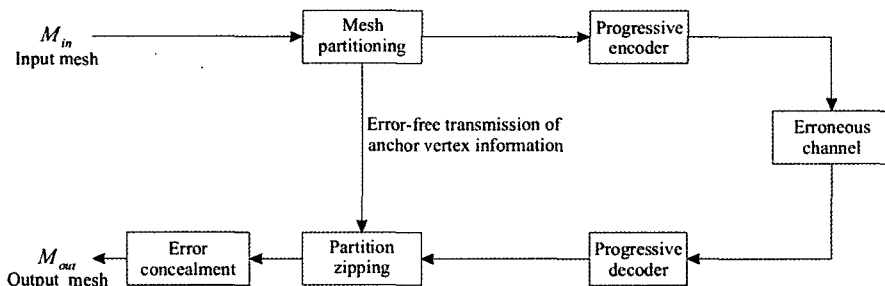 M_in
Input mesh
Mesh
partitioning
Progressive
encoder
Error-free transmission of
anchor vertex information
Erroneous
channel
M_out
Output mesh
Error
concealment
Partition
zipping
Progressive
decoder